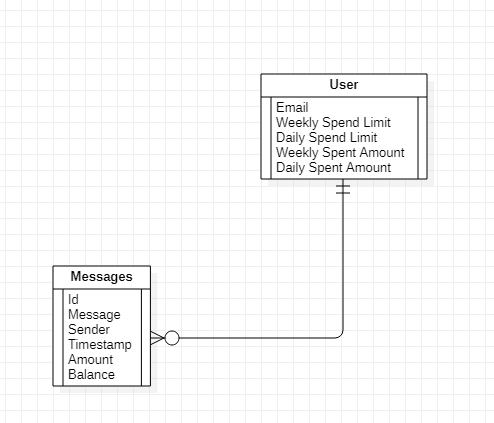 User
Email
Weekly Spend Limit
Daily Spend Limit
Weekly Spent Amount
Daily Spent Amount
Messages
Id
Message
Sender
Timestamp
Amount
Balance